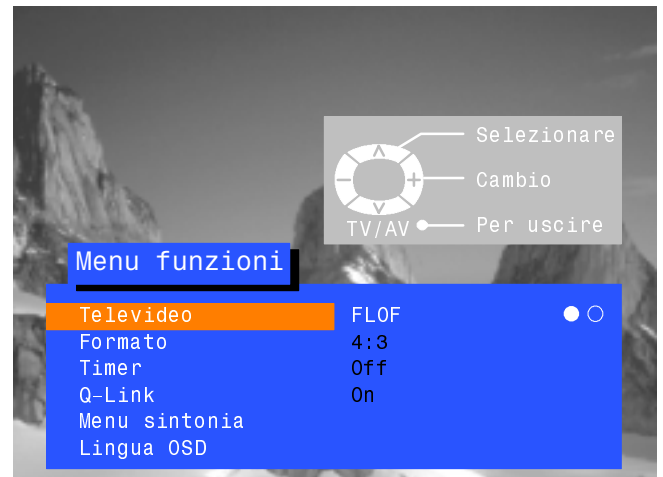 Selezionare
Cambio
TV/AV Per uscire
Menu funzioni
Televideo FLOF
Formato 4:3
Timer Off
Q-Link On
Menu sintonia
Lingua OSD